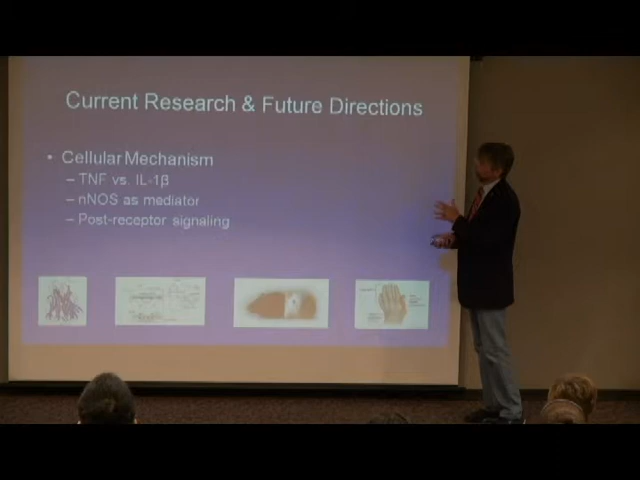 Current Research & Future Directions
• Cellular Mechanism
– TNF vs. IL-1β
– nNOS as mediator
– Post-receptor signaling